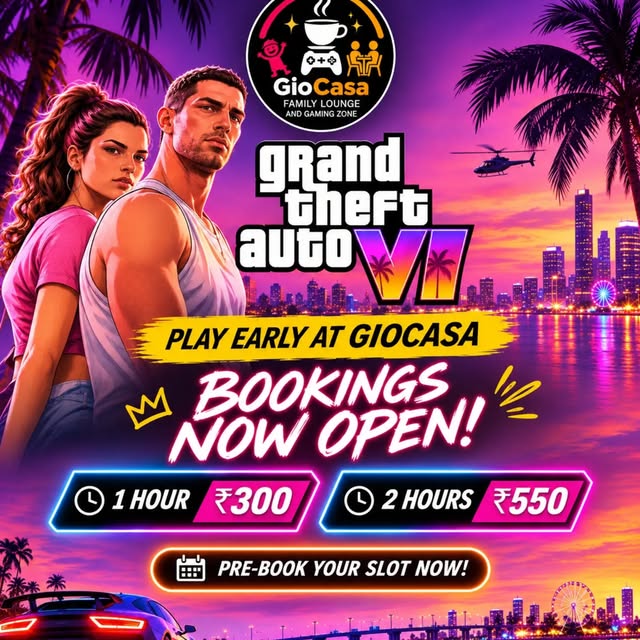 GioCasa
FAMILY LOUNGE
AND GAMING ZONE
grand
theft
auto VI
PLAY EARLY AT GIOCASA
BOOKINGS
NOW OPEN!
1 HOUR ₹300
2 HOURS ₹550
PRE-BOOK YOUR SLOT NOW!